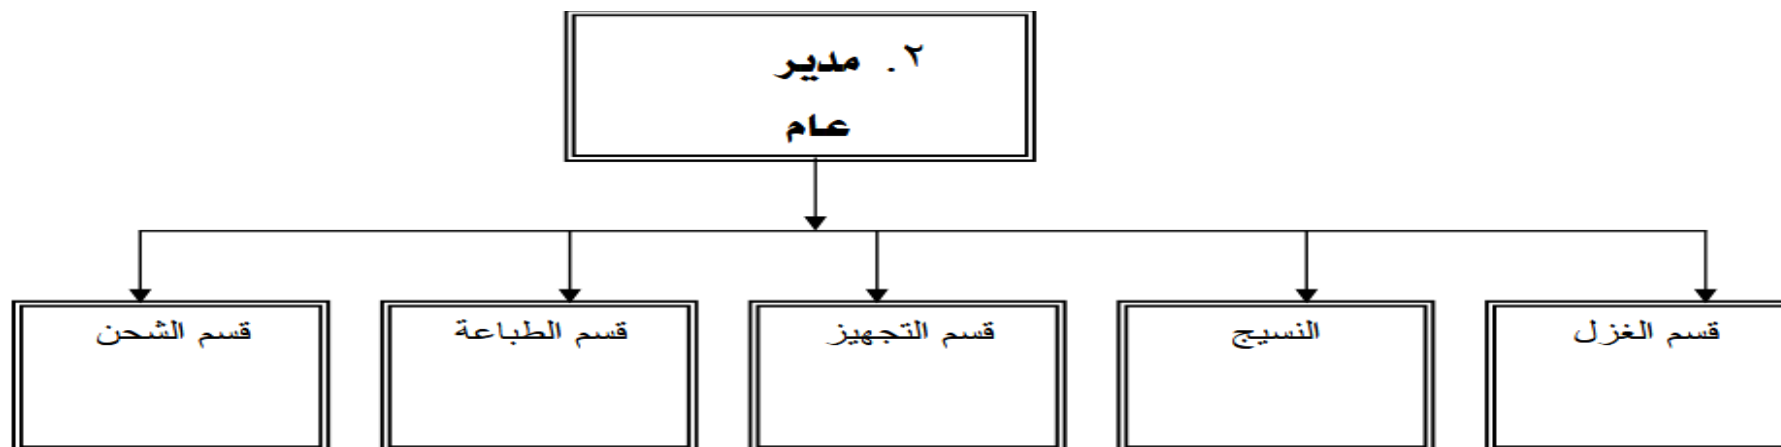 ٢. مدير
عام
قسم الغزل
النسيج
قسم التجهيز
قسم الطباعة
قسم الشحن